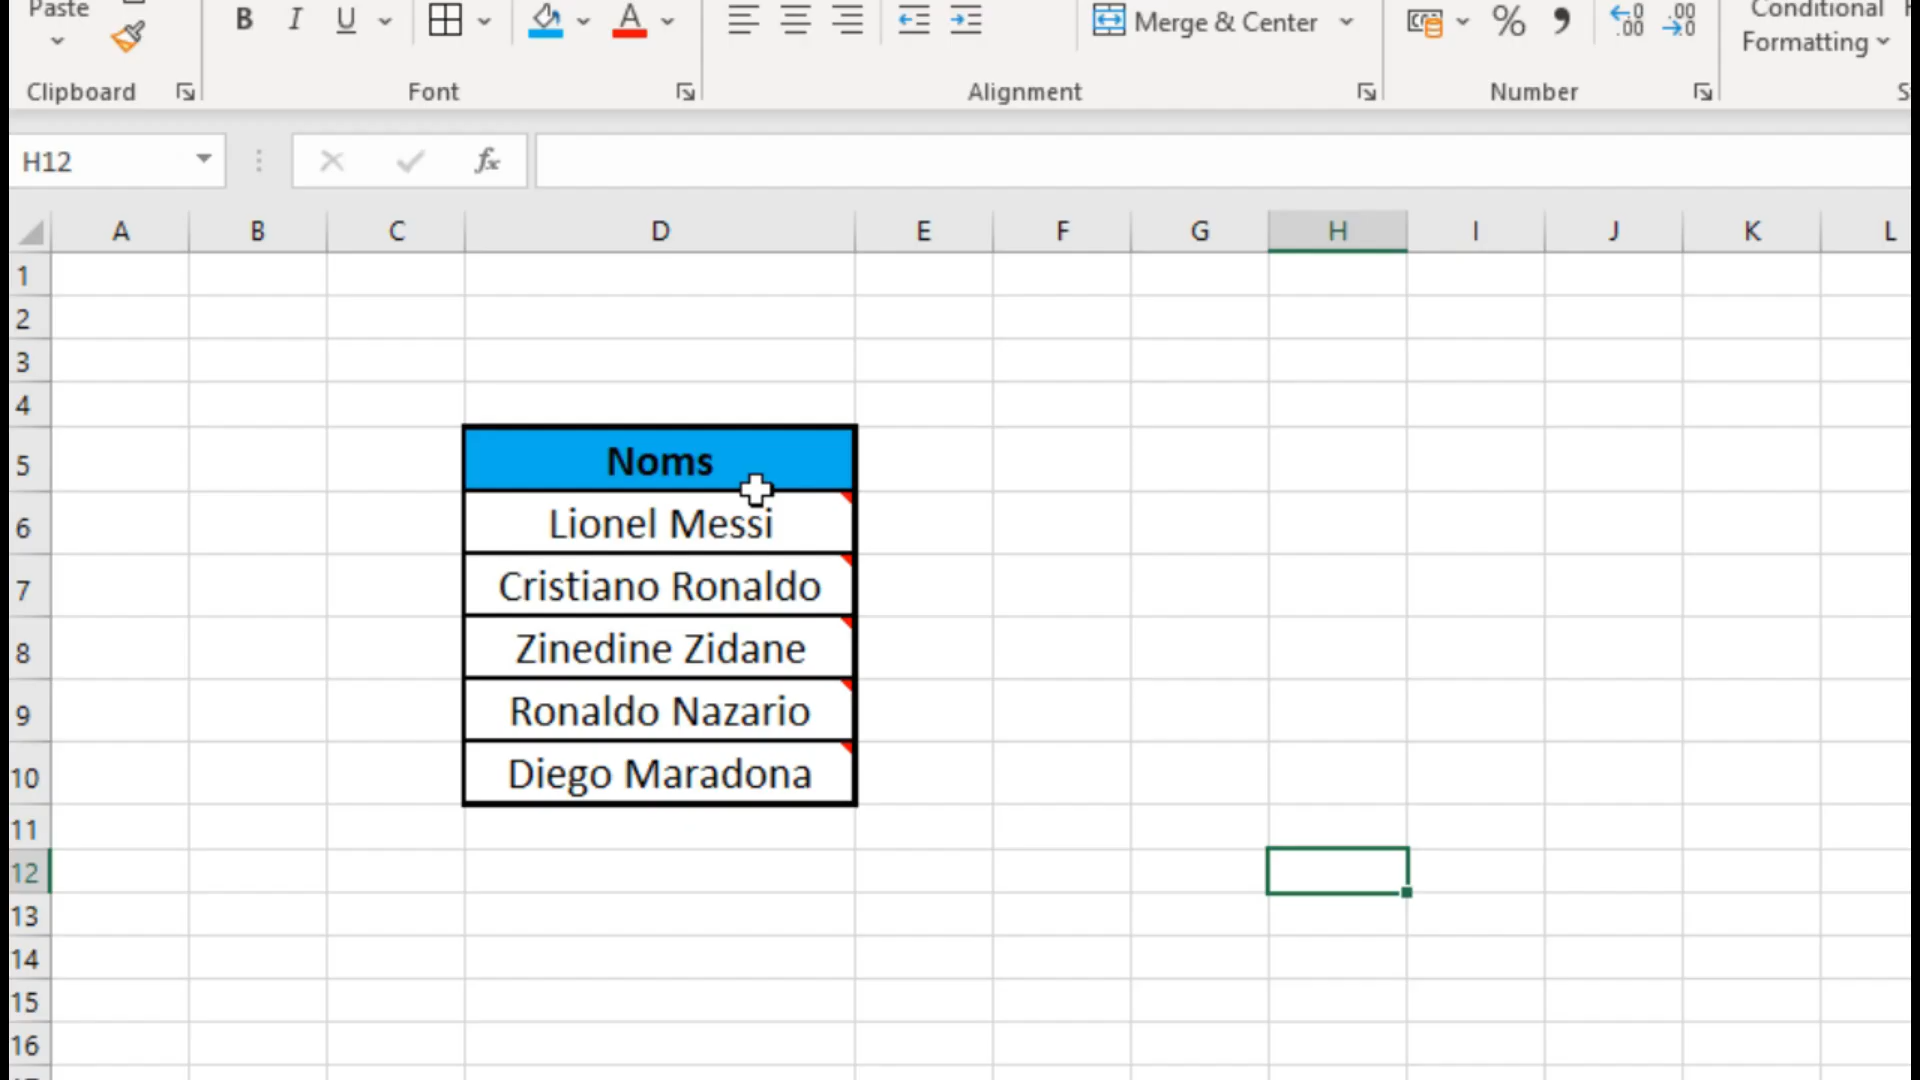 Paste
B I U A
Merge & Center
% ,
Conditional
Formatting
Clipboard
Font
Alignment
Number
H12
fx
A B C D E F G H I J K L
1
2
3
4
5 Noms
6 Lionel Messi
7 Cristiano Ronaldo
8 Zinedine Zidane
9 Ronaldo Nazario
10 Diego Maradona
11
12
13
14
15
16